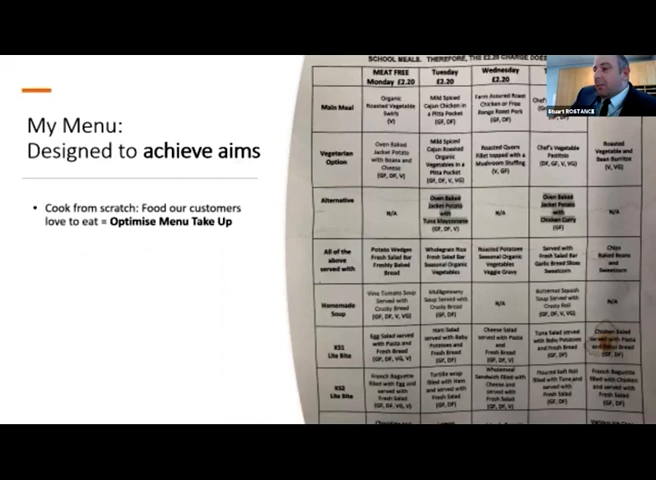 My Menu:
Designed to achieve aims
• Cook from scratch: Food our customers
love to eat = Optimise Menu Take Up
SCHOOL MEALS. THEREFORE, THE £2.20 CHARGE DOES
MEAT FREE
Monday £2.20
Tuesday
£2.20
Wednesday
£2.20
Stuart ROSTANCE
Main Meal
Organic
Roasted Vegetable
(V)
Mild Spiced
Cajun Chicken in
a Pitta Pocket
(GF, DF)
Farm Assured Roast
Chicken or Free
Range Roast Pork
(GF, DF)
Chef's
Vegetarian
Option
Oven Baked
Jacket Potato
with Beans and
Cheese
(GF, DF, V)
Mild Spiced
Cajun Roasted
Organic
Vegetables in a
Pitta Pocket
(GF, DF, V, VG)
Roasted Quorn
Fillet topped with a
Mushroom Stuffing
(V, GF)
Chef's Vegetable
(DF, GF, V, VG)
Roasted
Vegetable and
Bean Burritos
(V, VG)
Alternative
N/A
Oven Baked
Jacket Potato
with
Tuna Mayonnaise
(GF, DF, V)
N/A
Oven Baked
Jacket Potato
with
Chicken Curry
(GF)
N/A
All of the
above
served with
Potato Wedges
Fresh Salad Bar
Freshly Baked
Bread
Wholegrain Rice
Fresh Salad Bar
Seasonal Organic
Vegetables
Roasted Potatoes
Seasonal Organic
Vegetables
Veggie Gravy
Served with
Fresh Salad Bar
Garlic Bread Slices
Sweetcorn
Chips
Baked Beans
and
Sweetcorn
Homemade
Soup
Vine Tomato Soup
Served with
Crusty Bread
(GF, DF, V, VG)
Mulligatawny
Soup Served with
Crusty Bread
(GF, DF)
N/A
Butternut Squash
Soup Served with
Crusty Roll
(GF, DF, V, VG)
N/A
KS1
Lite Bite
Egg Salad served
with Pasta and
Fresh Bread
(GF, DF, VG, V)
Ham Salad
served with Baby
Potatoes and
Fresh Bread
(GF, DF)
Cheese Salad
served with Pasta
and
Fresh Bread
(GF, DF, V)
Tuna Salad served
with Baby Potatoes
and Fresh Bread
(GF, DF)
Chicken Salad
served with Pasta
and Fresh Bread
(GF, DF)
KS2
Lite Bite
French Baguette
filled with Egg and
served with
Fresh Salad
(GF, DF, VG, V)
Tortilla wrap
filled with Ham
and served with
Fresh Salad
(GF, DF)
Wholemeal
Sandwich filled with
Cheese and
served with
Fresh Salad
(GF, DF, V)
Floured Soft Roll
filled with Tuna and
served with
Fresh Salad
(GF, DF)
French Baguette
filled with Chicken
and served with
Fresh Salad
(GF, DF)